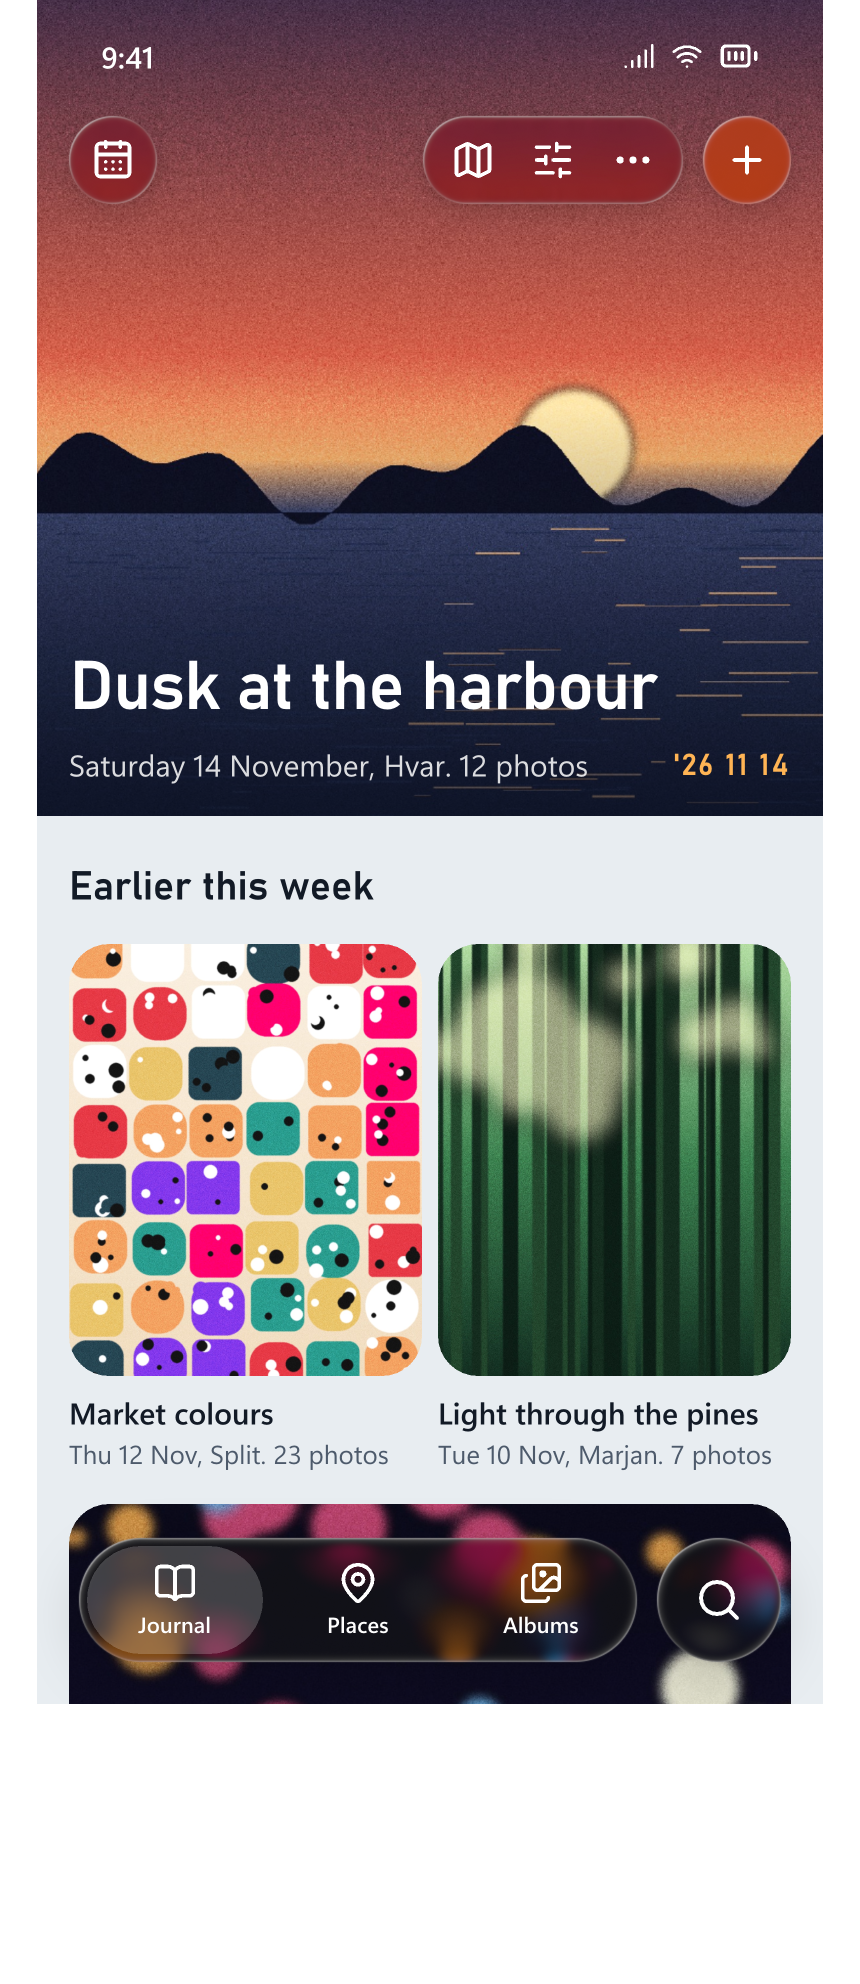 9:41
Dusk at the harbour
Saturday 14 November, Hvar. 12 photos
'26 11 14
Earlier this week
Market colours
Thu 12 Nov, Split. 23 photos
Light through the pines
Tue 10 Nov, Marjan. 7 photos
Journal
Places
Albums